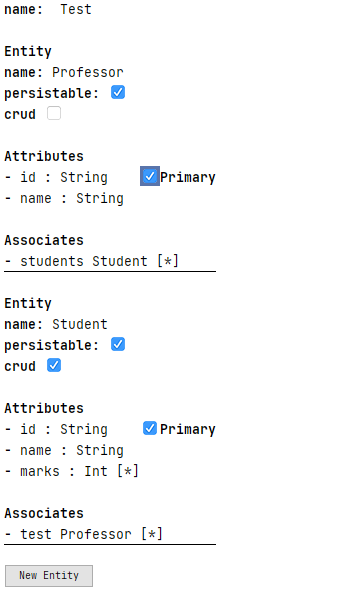 name: Test
Entity
name: Professor
persistable:
crud
Attributes
- id : String Primary
- name : String
Associates
- students Student [*]
Entity
name: Student
persistable:
crud
Attributes
- id : String Primary
- name : String
- marks : Int [*]
Associates
- test Professor [*]
New Entity